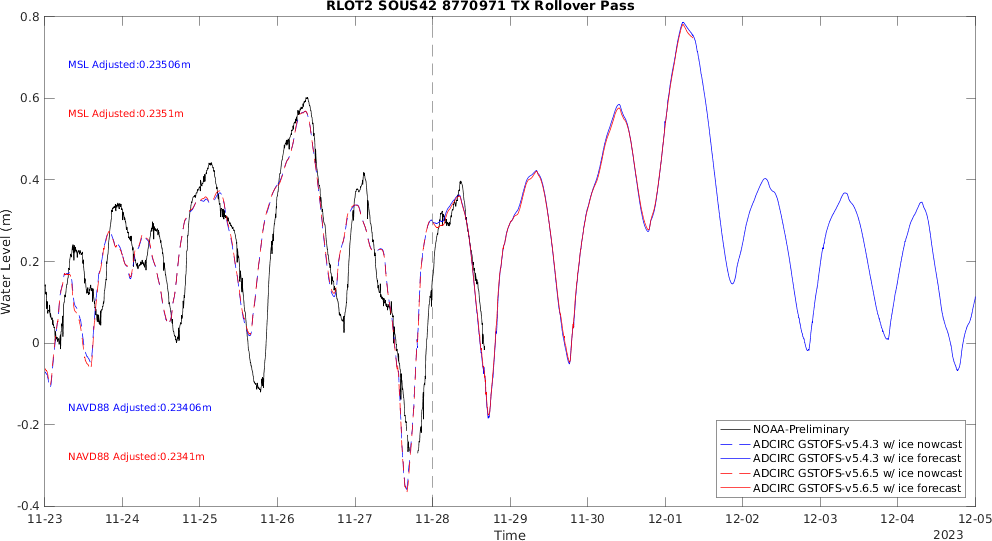 RLOT2 SOUS42 8770971 TX Rollover Pass
0.8
0.6
0.4
0.2
0
-0.2
-0.4
Water Level (m)
MSL Adjusted:0.23506m
MSL Adjusted:0.2351m
NAVD88 Adjusted:0.23406m
NAVD88 Adjusted:0.2341m
NOAA-Preliminary
ADCIRC GSTOFS-v5.4.3 w/ ice nowcast
ADCIRC GSTOFS-v5.4.3 w/ ice forecast
ADCIRC GSTOFS-v5.6.5 w/ ice nowcast
ADCIRC GSTOFS-v5.6.5 w/ ice forecast
11-23 11-24 11-25 11-26 11-27 11-28 11-29 11-30 12-01 12-02 12-03 12-04 12-05
Time
2023